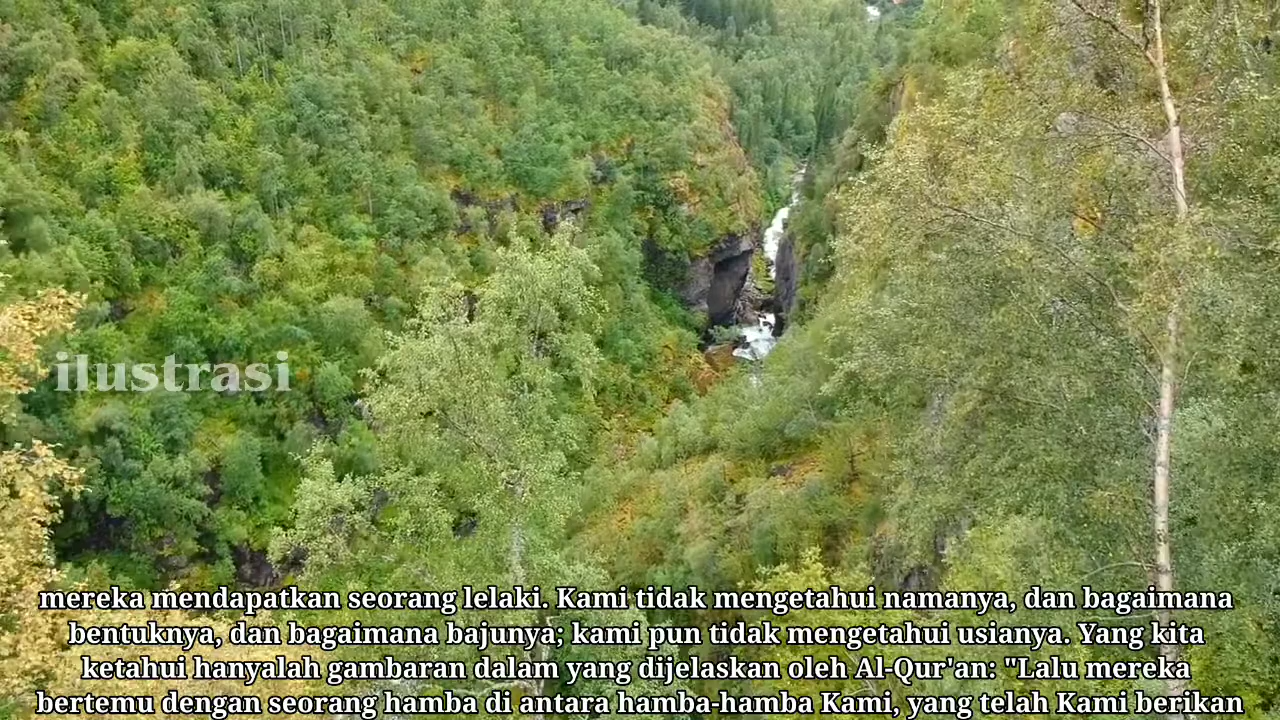 ilustrasi
mereka mendapatkan seorang lelaki. Kami tidak mengetahui namanya, dan bagaimana
bentuknya, dan bagaimana bajunya; kami pun tidak mengetahui usianya. Yang kita
ketahui hanyalah gambaran dalam yang dijelaskan oleh Al-Qur'an: "Lalu mereka
bertemu dengan seorang hamba di antara hamba-hamba Kami, yang telah Kami berikan